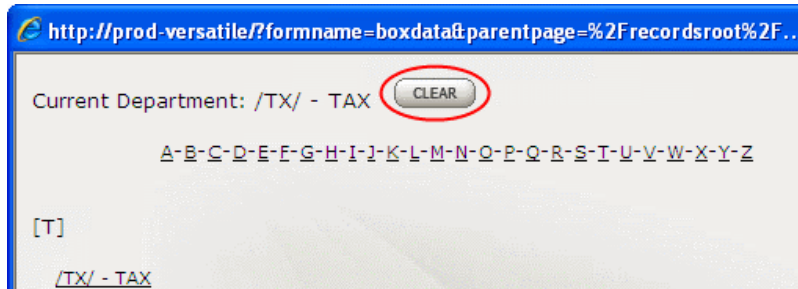 http://prod-versatile/?formname=boxdata&parentpage=%2Frecordsroot%2F...
Current Department: /TX/ - TAX CLEAR
A-B-C-D-E-F-G-H-I-J-K-L-M-N-O-P-Q-R-S-T-U-V-W-X-Y-Z
[T]
/TX/ - TAX